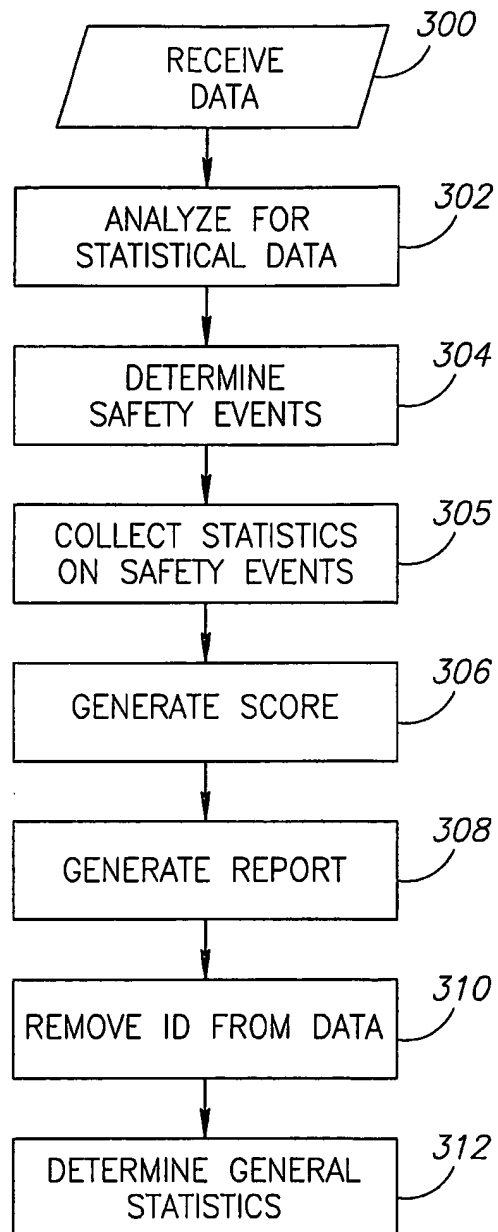 300
RECEIVE
DATA
302
ANALYZE FOR
STATISTICAL DATA
304
DETERMINE
SAFETY EVENTS
305
COLLECT STATISTICS
ON SAFETY EVENTS
306
GENERATE SCORE
308
GENERATE REPORT
310
REMOVE ID FROM DATA
312
DETERMINE GENERAL
STATISTICS